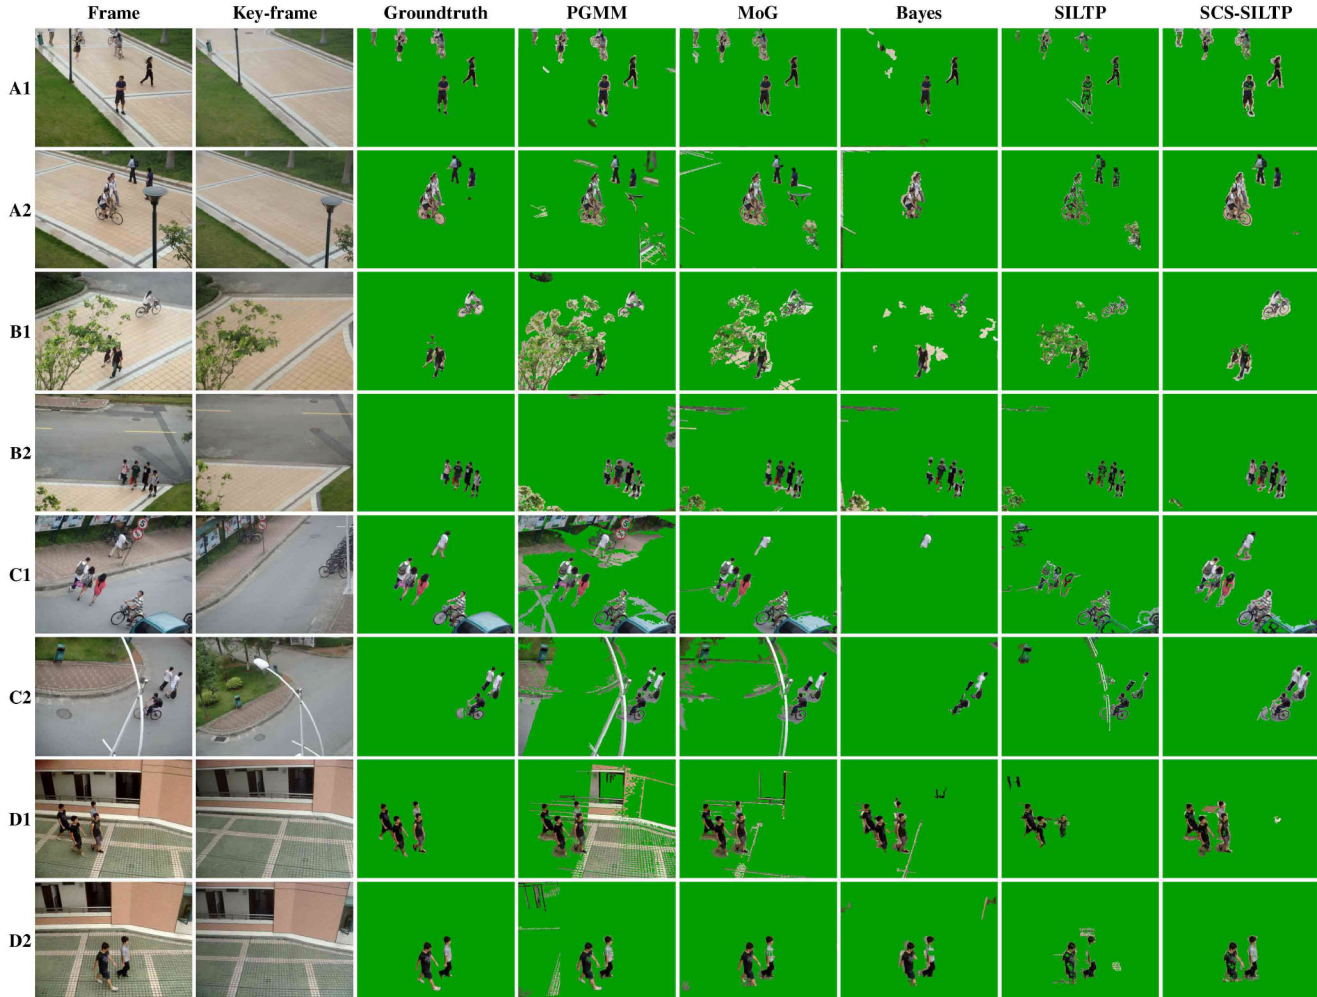 Frame Key-frame Groundtruth PGMM MoG Bayes SILTP SCS-SILTP
A1
A2
B1
B2
C1
C2
D1
D2